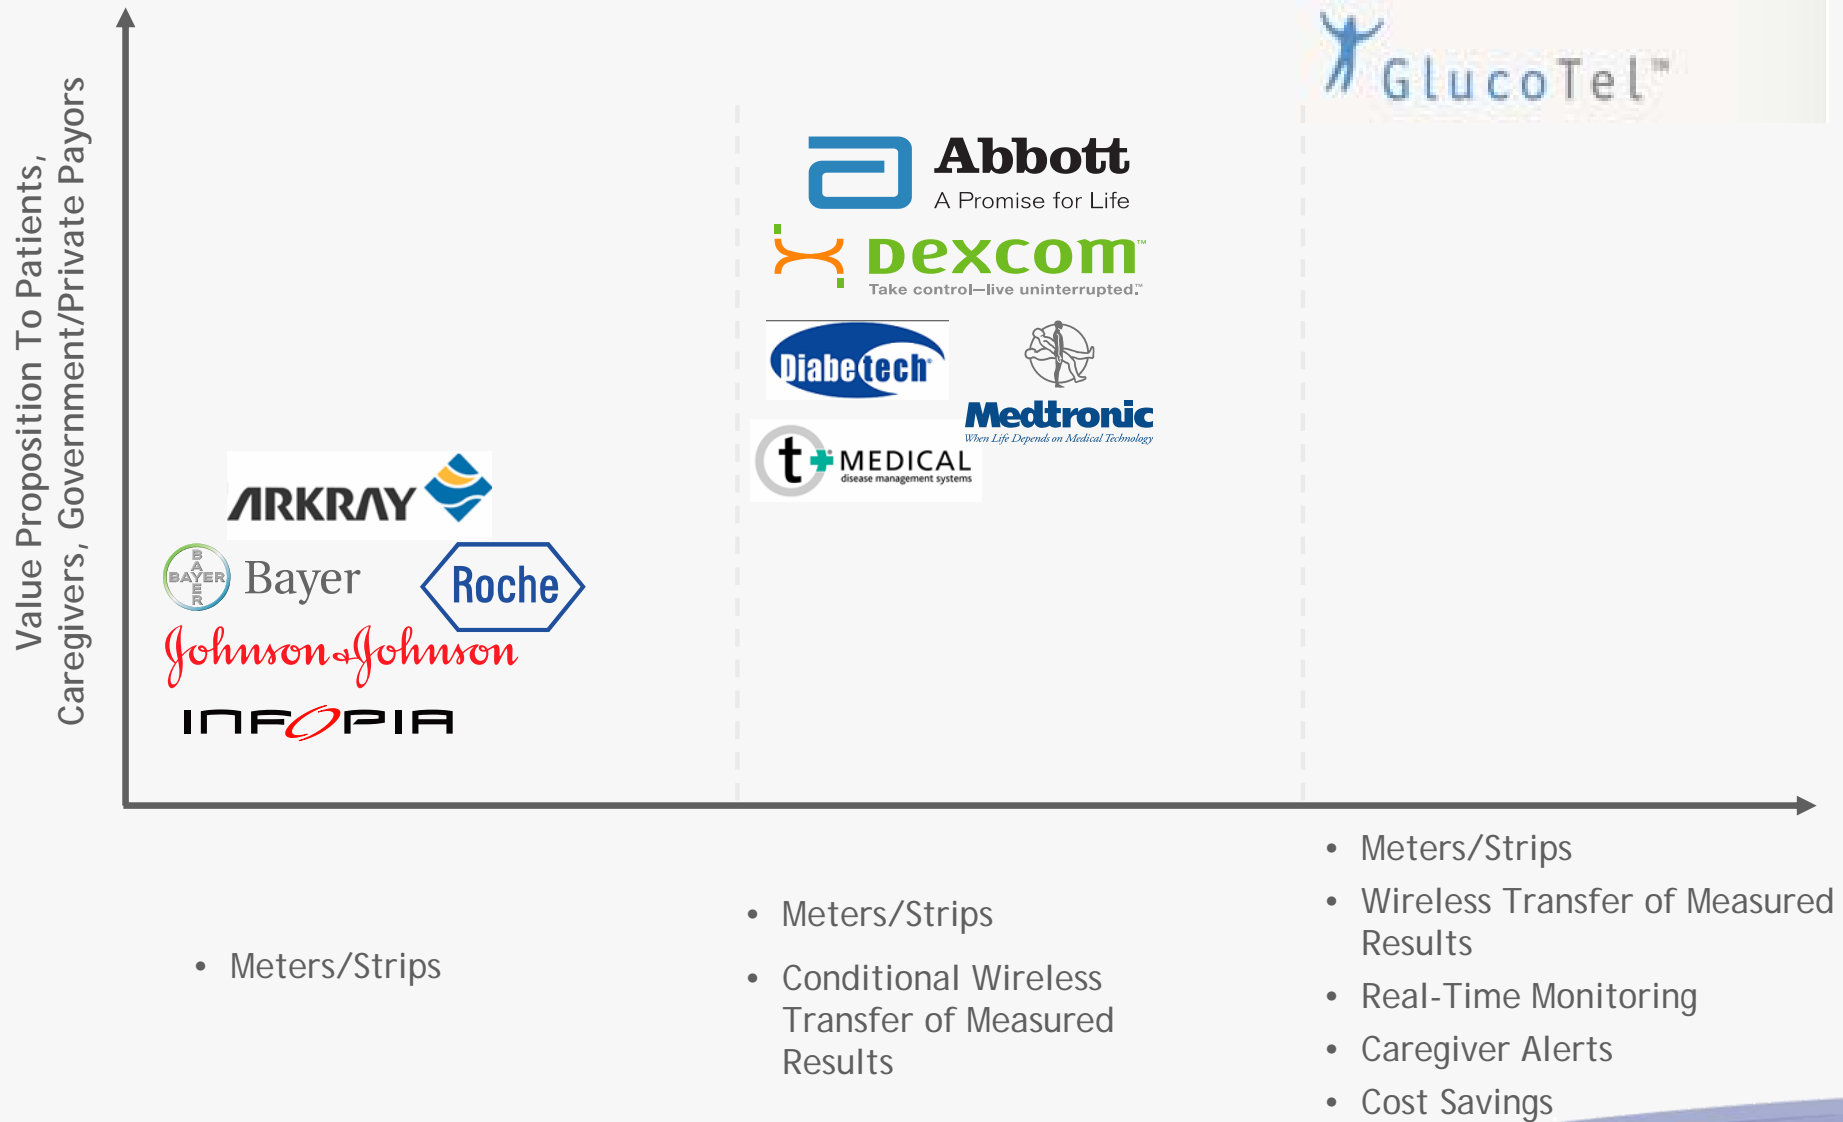 Value Proposition To Patients,
Caregivers, Government/Private Payors
GlucoTel™
Abbott
A Promise for Life
Dexcom™
Take control—live uninterrupted.™
Diabetech®
Medtronic
When Life Depends on Medical Technology
t+ MEDICAL
disease management systems
ARKRAY
BAYER
BAYER
Bayer
Roche
Johnson&Johnson
INFOPIA
• Meters/Strips
• Meters/Strips
• Conditional Wireless
Transfer of Measured
Results
• Meters/Strips
• Wireless Transfer of Measured
Results
• Real-Time Monitoring
• Caregiver Alerts
• Cost Savings